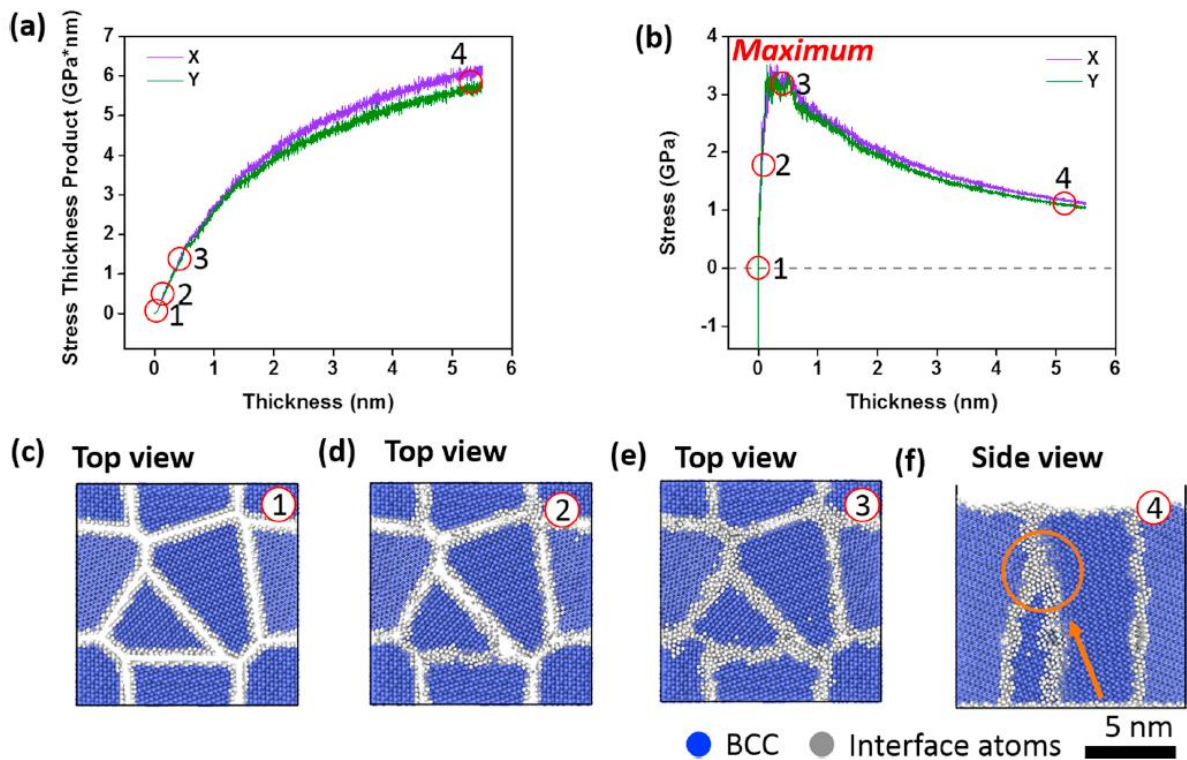 (a)
Stress Thickness Product (GPa*nm)
7
6
5
4
3
2
1
0
X
Y
4
3
2
1
0 1 2 3 4 5 6
Thickness (nm)
(b)
Stress (GPa)
4
3
2
1
0
-1
Maximum
X
Y
3
2
4
1
0 1 2 3 4 5 6
Thickness (nm)
(c) Top view
1
(d) Top view
2
(e) Top view
3
(f) Side view
4
BCC Interface atoms
5 nm